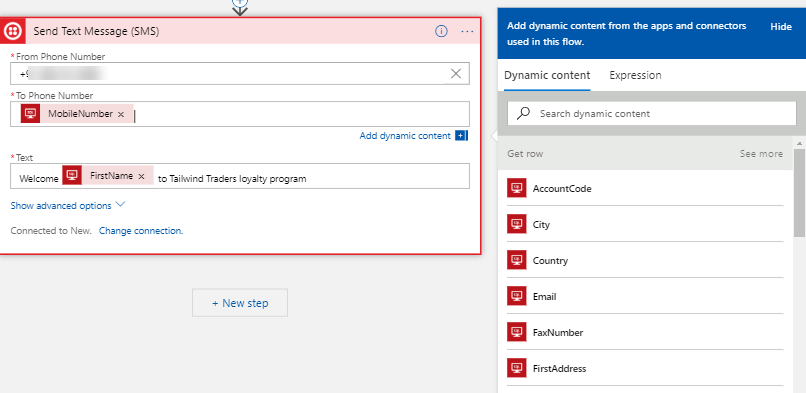 Send Text Message (SMS)
* From Phone Number
* To Phone Number
MobileNumber ×
Add dynamic content
* Text
Welcome FirstName × to Tailwind Traders loyalty program
Show advanced options
Connected to New. Change connection.
+ New step
Add dynamic content from the apps and connectors
used in this flow.
Hide
Dynamic content Expression
Search dynamic content
Get row See more
AccountCode
City
Country
Email
FaxNumber
FirstAddress